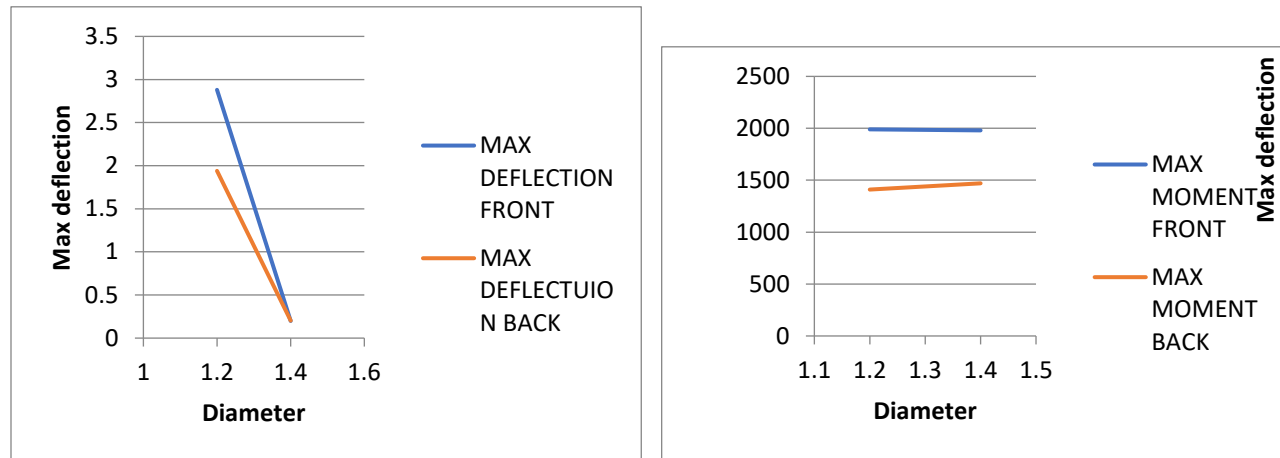 3.5
3
2.5
2
1.5
1
0.5
0
1 1.2 1.4 1.6
Max deflection
Diameter
MAX
DEFLECTION
FRONT
MAX
DEFLECTUIO
N BACK
2500
2000
1500
1000
500
0
1.1 1.2 1.3 1.4 1.5
Diameter
MAX
MOMENT
FRONT
MAX
MOMENT
BACK
Max deflection